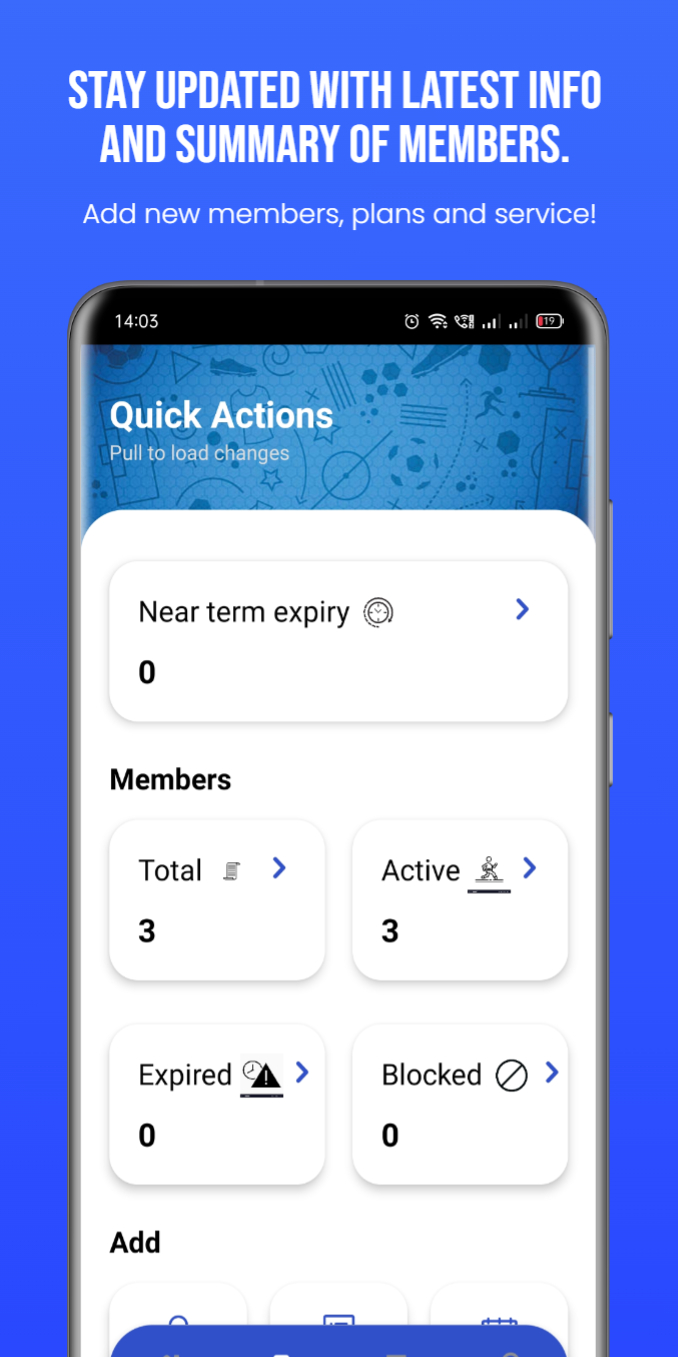 STAY UPDATED WITH LATEST INFO
AND SUMMARY OF MEMBERS.
Add new members, plans and service!
14:03
19
Quick Actions
Pull to load changes
Near term expiry
0
Members
Total
Active
3
3
Expired
Blocked
0
0
Add